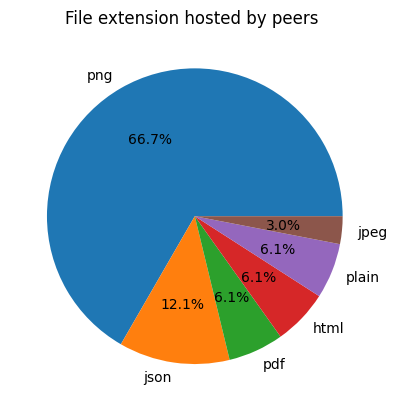 File extension hosted by peers
png
66.7%
3.0%
jpeg
6.1%
plain
6.1%
html
6.1%
pdf
12.1%
json